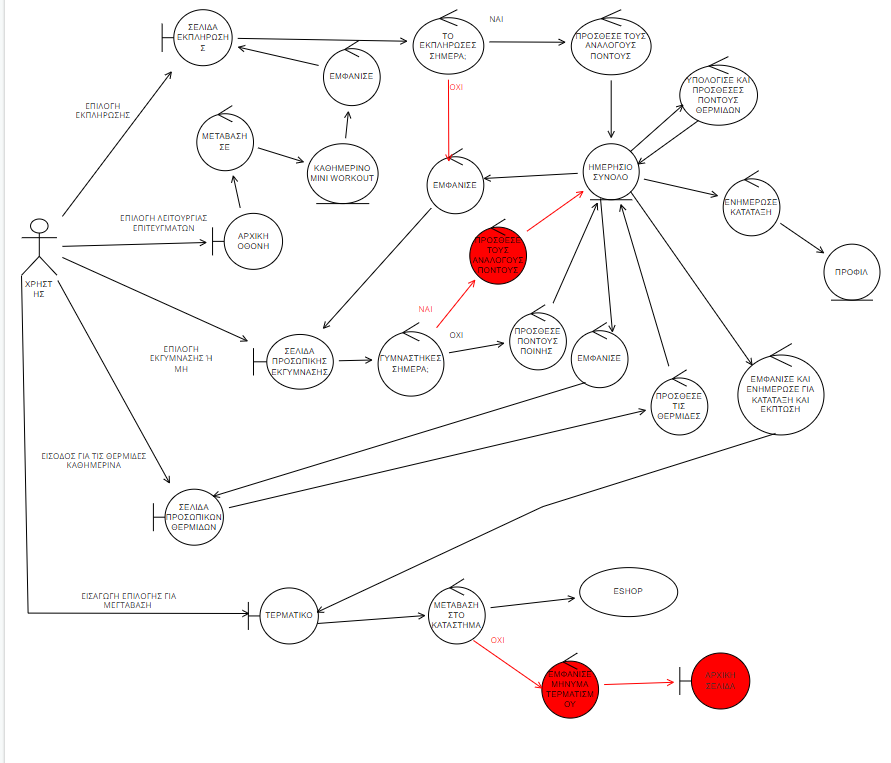 ΣΕΛΙΔΑ
ΕΚΠΛΗΡΩΣΗ
Σ
ΤΟ
ΕΚΠΛΗΡΩΣΕΣ
ΣΗΜΕΡΑ;
ΝΑΙ
ΠΡΟΣΘΕΣΕ ΤΟΥΣ
ΑΝΑΛΟΓΟΥΣ
ΠΟΝΤΟΥΣ
ΕΜΦΑΝΙΣΕ
ΟΧΙ
ΥΠΟΛΟΓΙΣΕ ΚΑΙ
ΠΡΟΣΘΕΣΕΣ
ΠΟΝΤΟΥΣ
ΘΕΡΜΙΔΩΝ
ΕΠΙΛΟΓΗ
ΕΚΠΛΗΡΩΣΗΣ
ΜΕΤΑΒΑΣΗ
ΣΕ
ΚΑΘΗΜΕΡΙΝΟ
MINI WORKOUT
ΕΜΦΑΝΙΣΕ
ΗΜΕΡΗΣΙΟ
ΣΥΝΟΛΟ
ΕΝΗΜΕΡΩΣΕ
ΚΑΤΑΤΑΞΗ
ΕΠΙΛΟΓΗ ΛΕΙΤΟΥΡΓΙΑΣ
ΕΠΙΤΕΥΓΜΑΤΩΝ
ΑΡΧΙΚΗ
ΟΘΟΝΗ
ΠΡΟΣΘΕΣΕ
ΤΟΥΣ
ΑΝΑΛΟΓΟΥΣ
ΠΟΝΤΟΥΣ
ΠΡΟΦΙΛ
ΧΡΗΣΤ
ΗΣ
ΝΑΙ
ΟΧΙ
ΕΠΙΛΟΓΗ
ΕΚΓΥΜΝΑΣΗΣ Ή
ΜΗ
ΣΕΛΙΔΑ
ΠΡΟΣΩΠΙΚΗΣ
ΕΚΓΥΜΝΑΣΗΣ
ΓΥΜΝΑΣΤΗΚΕΣ
ΣΗΜΕΡΑ;
ΠΡΟΣΘΕΣΕ
ΠΟΝΤΟΥΣ
ΠΟΙΝΗΣ
ΕΜΦΑΝΙΣΕ
ΠΡΟΣΘΕΣΕ
ΤΙΣ
ΘΕΡΜΙΔΕΣ
ΕΜΦΑΝΙΣΕ ΚΑΙ
ΕΝΗΜΕΡΩΣΕ ΓΙΑ
ΚΑΤΑΤΑΞΗ ΚΑΙ
ΕΚΠΤΩΣΗ
ΕΙΣΟΔΟΣ ΓΙΑ ΤΙΣ ΘΕΡΜΙΔΕΣ
ΚΑΘΗΜΕΡΙΝΑ
ΣΕΛΙΔΑ
ΠΡΟΣΩΠΙΚΩΝ
ΘΕΡΜΙΔΩΝ
ΕΙΣΑΓΩΓΗ ΕΠΙΛΟΓΗΣ ΓΙΑ
ΜΕΓΤΑΒΑΣΗ
ΤΕΡΜΑΤΙΚΟ
ΜΕΤΑΒΑΣΗ
ΣΤΟ
ΚΑΤΑΣΤΗΜΑ
ESHOP
ΟΧΙ
ΕΜΦΑΝΙΣΕ
ΜΗΝΥΜΑ
ΤΕΡΜΑΤΙΣΜ
ΟΥ
ΑΡΧΙΚΗ
ΣΕΛΙΔΑ